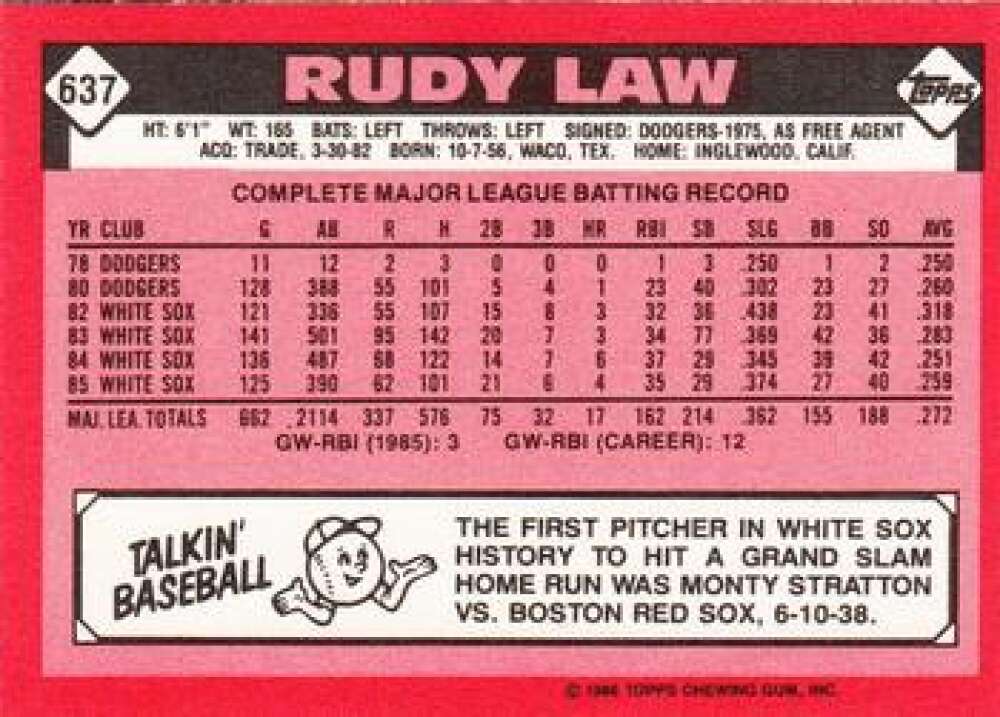 637
RUDY LAW
TOPPS
HT: 6'1" WT: 165 BATS: LEFT THROWS: LEFT SIGNED: DODGERS-1975, AS FREE AGENT
ACQ: TRADE, 3-30-82 BORN: 10-7-56, WACO, TEX. HOME: INGLEWOOD, CALIF.
COMPLETE MAJOR LEAGUE BATTING RECORD
YR CLUB G AB R H 2B 3B HR RBI SB SLG BB SO AVG
78 DODGERS 11 12 2 3 0 0 0 1 3 .250 1 2 .250
80 DODGERS 128 388 55 101 5 4 1 23 40 .302 23 27 .260
82 WHITE SOX 121 336 55 107 15 8 3 32 36 .438 23 41 .318
83 WHITE SOX 141 501 95 142 20 7 3 34 77 .369 42 36 .283
84 WHITE SOX 136 487 68 122 14 7 6 37 29 .345 39 42 .251
85 WHITE SOX 125 390 62 101 21 6 4 35 29 .374 27 40 .259
MAJ. LEA. TOTALS 662 2114 337 576 75 32 17 162 214 .362 155 188 .272
GW-RBI (1985): 3 GW-RBI (CAREER): 12
TALKIN'
BASEBALL
THE FIRST PITCHER IN WHITE SOX
HISTORY TO HIT A GRAND SLAM
HOME RUN WAS MONTY STRATTON
VS. BOSTON RED SOX, 6-10-38.
© 1986 TOPPS CHEWING GUM, INC.